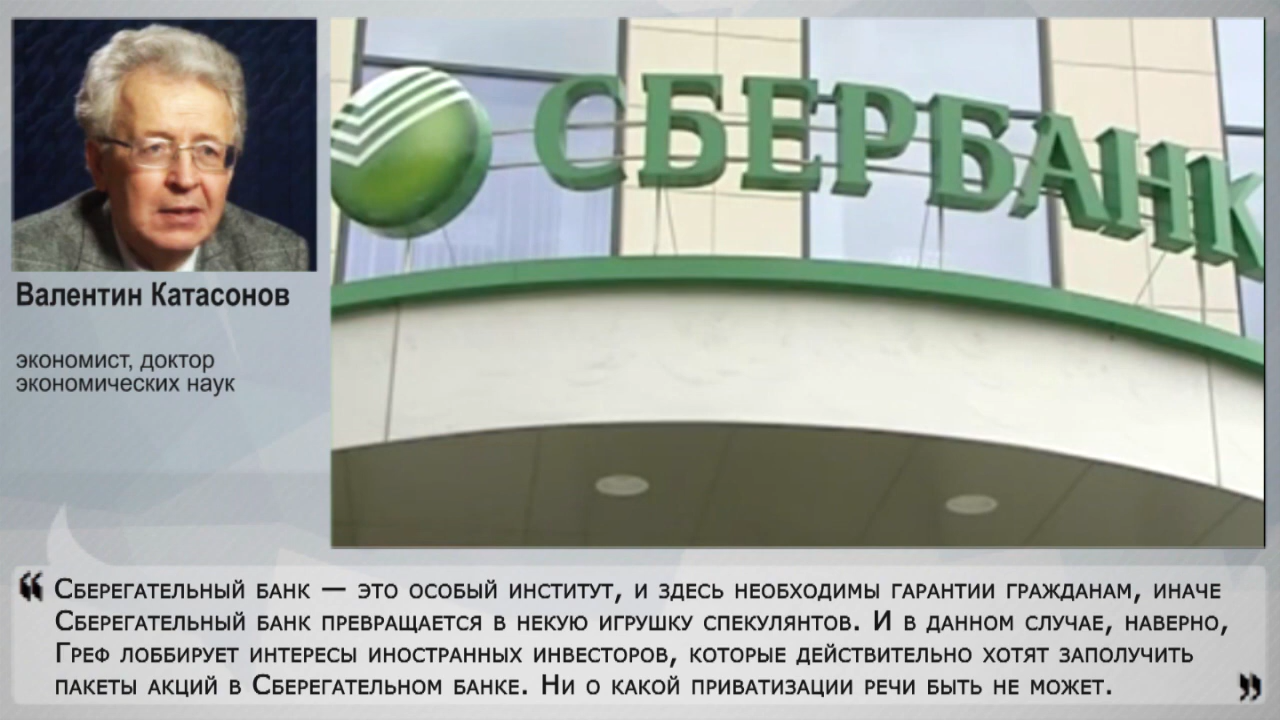 СБЕРБАНК
Валентин Катасонов
экономист, доктор
экономических наук
“ Сберегательный банк — это особый институт, и здесь необходимы гарантии гражданам, иначе
Сберегательный банк превращается в некую игрушку спекулянтов. И в данном случае, наверно,
Греф лоббирует интересы иностранных инвесторов, которые действительно хотят заполучить
пакеты акций в Сберегательном банке. Ни о какой приватизации речи быть не может. ”